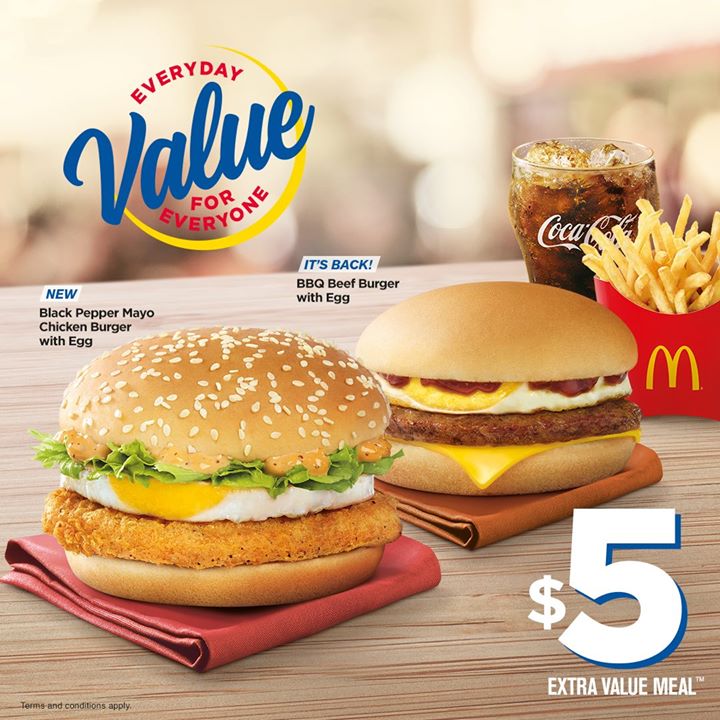 EVERYDAY
Value
FOR
EVERYONE
NEW
Black Pepper Mayo
Chicken Burger
with Egg
IT'S BACK!
BBQ Beef Burger
with Egg
Coca-Cola
M
$5
EXTRA VALUE MEAL™
Terms and conditions apply.